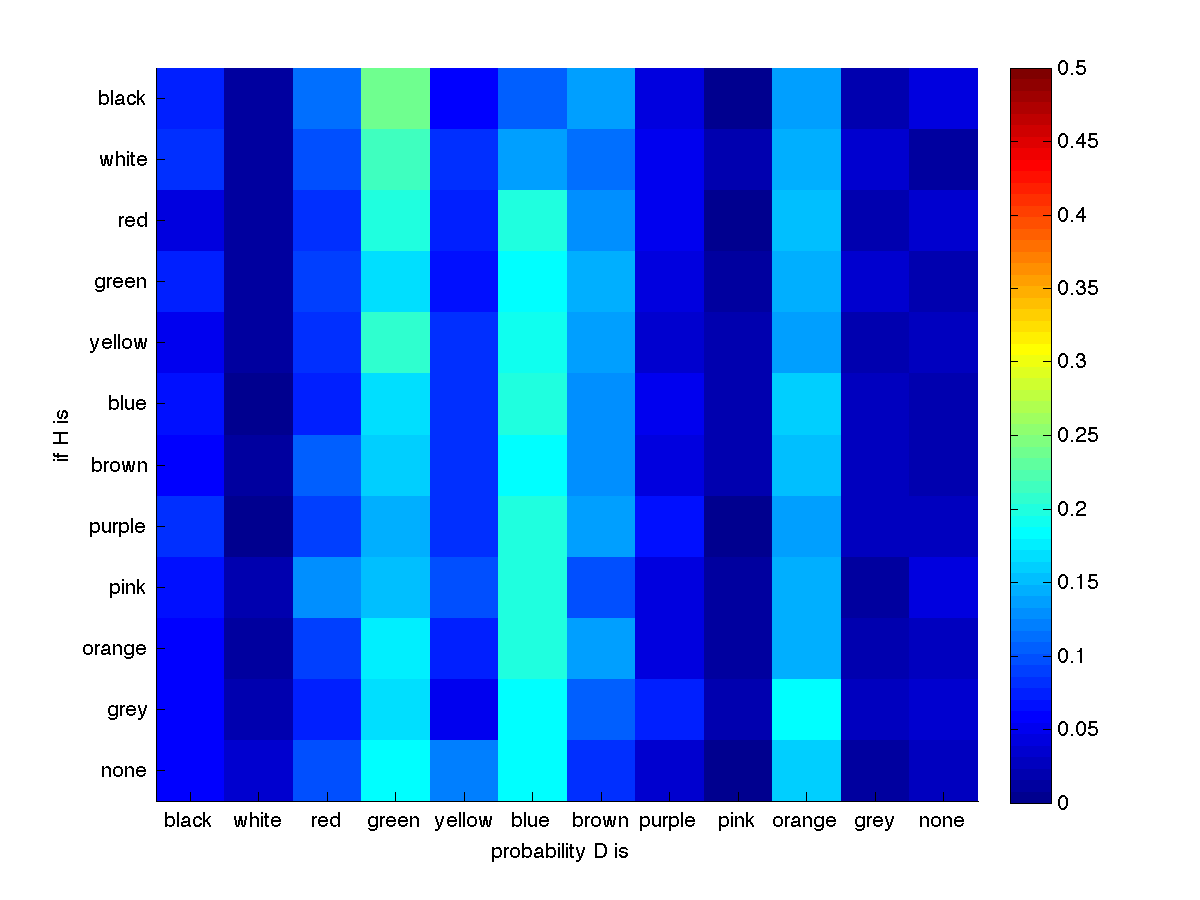 if H is
black
white
red
green
yellow
blue
brown
purple
pink
orange
grey
none
black white red green yellow blue brown purple pink orange grey none
probability D is
0.5
0.45
0.4
0.35
0.3
0.25
0.2
0.15
0.1
0.05
0